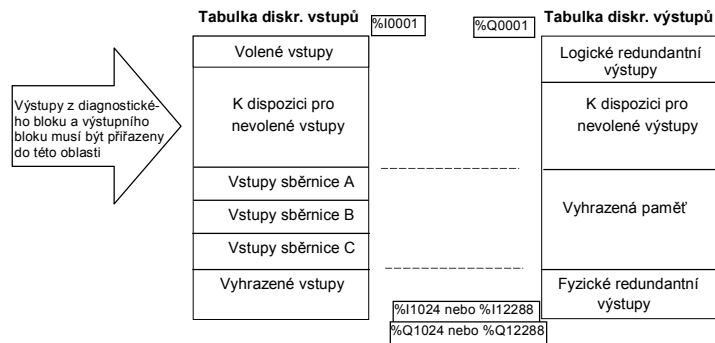 Tabulka diskr. vstupů
%I0001
%Q0001
Tabulka diskr. výstupů
Volené vstupy
Logické redundantní
výstupy
Výstupy z diagnostické-
ho bloku a výstupního
bloku musí být přiřazeny
do této oblasti
K dispozici pro
nevolené vstupy
K dispozici pro
nevolené výstupy
Vstupy sběrnice A
Vstupy sběrnice B
Vstupy sběrnice C
Vyhrazená paměť
Vyhrazené vstupy
Fyzické redundantní
výstupy
%I1024 nebo %I12288
%Q1024 nebo %Q12288